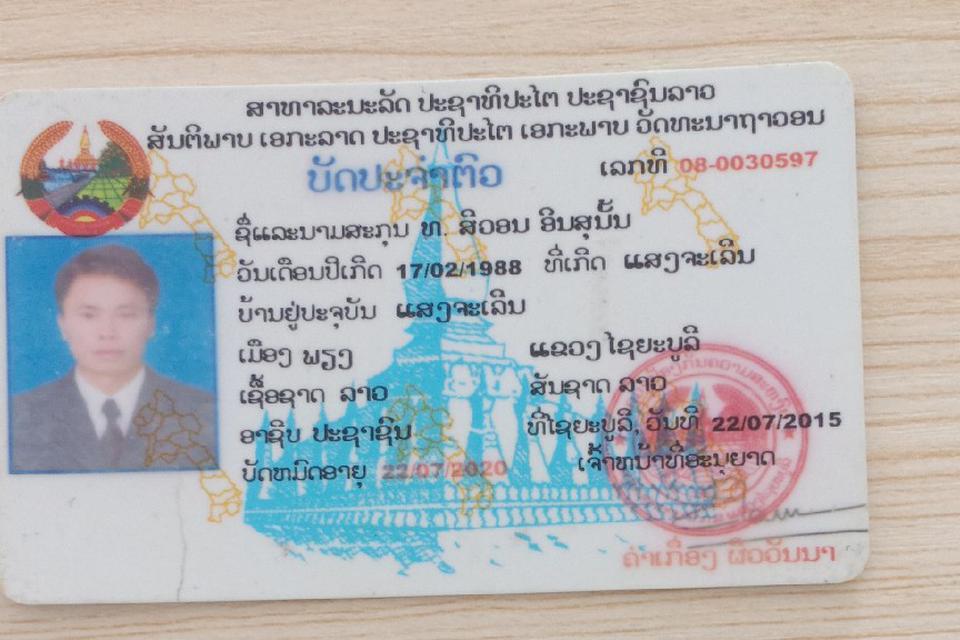 ສາທາລະນະລັດ ປະຊາທິປະໄຕ ປະຊາຊົນລາວ
ສັນຕິພາບ ເອກະລາດ ປະຊາທິປະໄຕ ເອກະພາບ ວັດທະນາຖາວອນ
ບັດປະຈຳຕົວ
ເລກທີ 08-0030597
ຊື່ແລະນາມສະກຸນ ທ. ສີວອນ ອິນສຸນັ້ນ
ວັນເດືອນປີເກີດ 17/02/1988 ທີ່ເກີດ ແສງຈະເລີນ
ບ້ານຢູ່ປະຈຸບັນ ແສງຈະເລີນ
ເມືອງ ພຽງ ແຂວງ ໄຊຍະບູລີ
ເຊື້ອຊາດ ລາວ ສັນຊາດ ລາວ
ອາຊີບ ປະຊາຊົນ ທີ່ໄຊຍະບູລີ, ວັນທີ 22/07/2015
ບັດຫມົດອາຍຸ 22/07/2020 ເຈົ້າຫນ້າທີ່ອະນຸຍາດ
ຄຳເກື່ອງ ຜິວວັນນາ